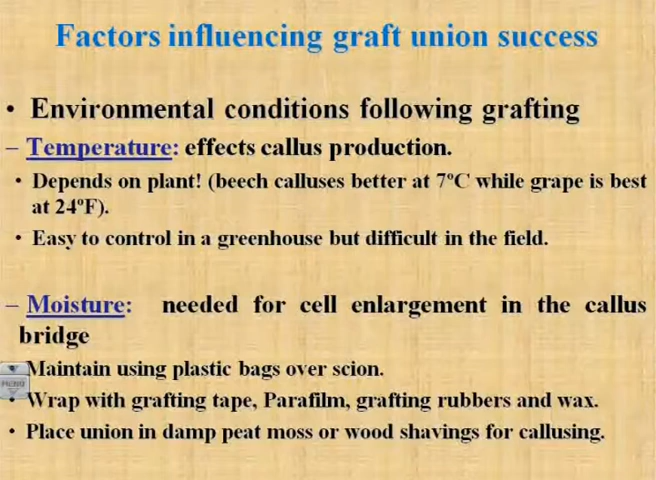 Factors influencing graft union success
• Environmental conditions following grafting
– Temperature: effects callus production.
• Depends on plant! (beech calluses better at 7ºC while grape is best
at 24ºF).
• Easy to control in a greenhouse but difficult in the field.
– Moisture: needed for cell enlargement in the callus
bridge
Maintain using plastic bags over scion.
MENU
• Wrap with grafting tape, Parafilm, grafting rubbers and wax.
• Place union in damp peat moss or wood shavings for callusing.